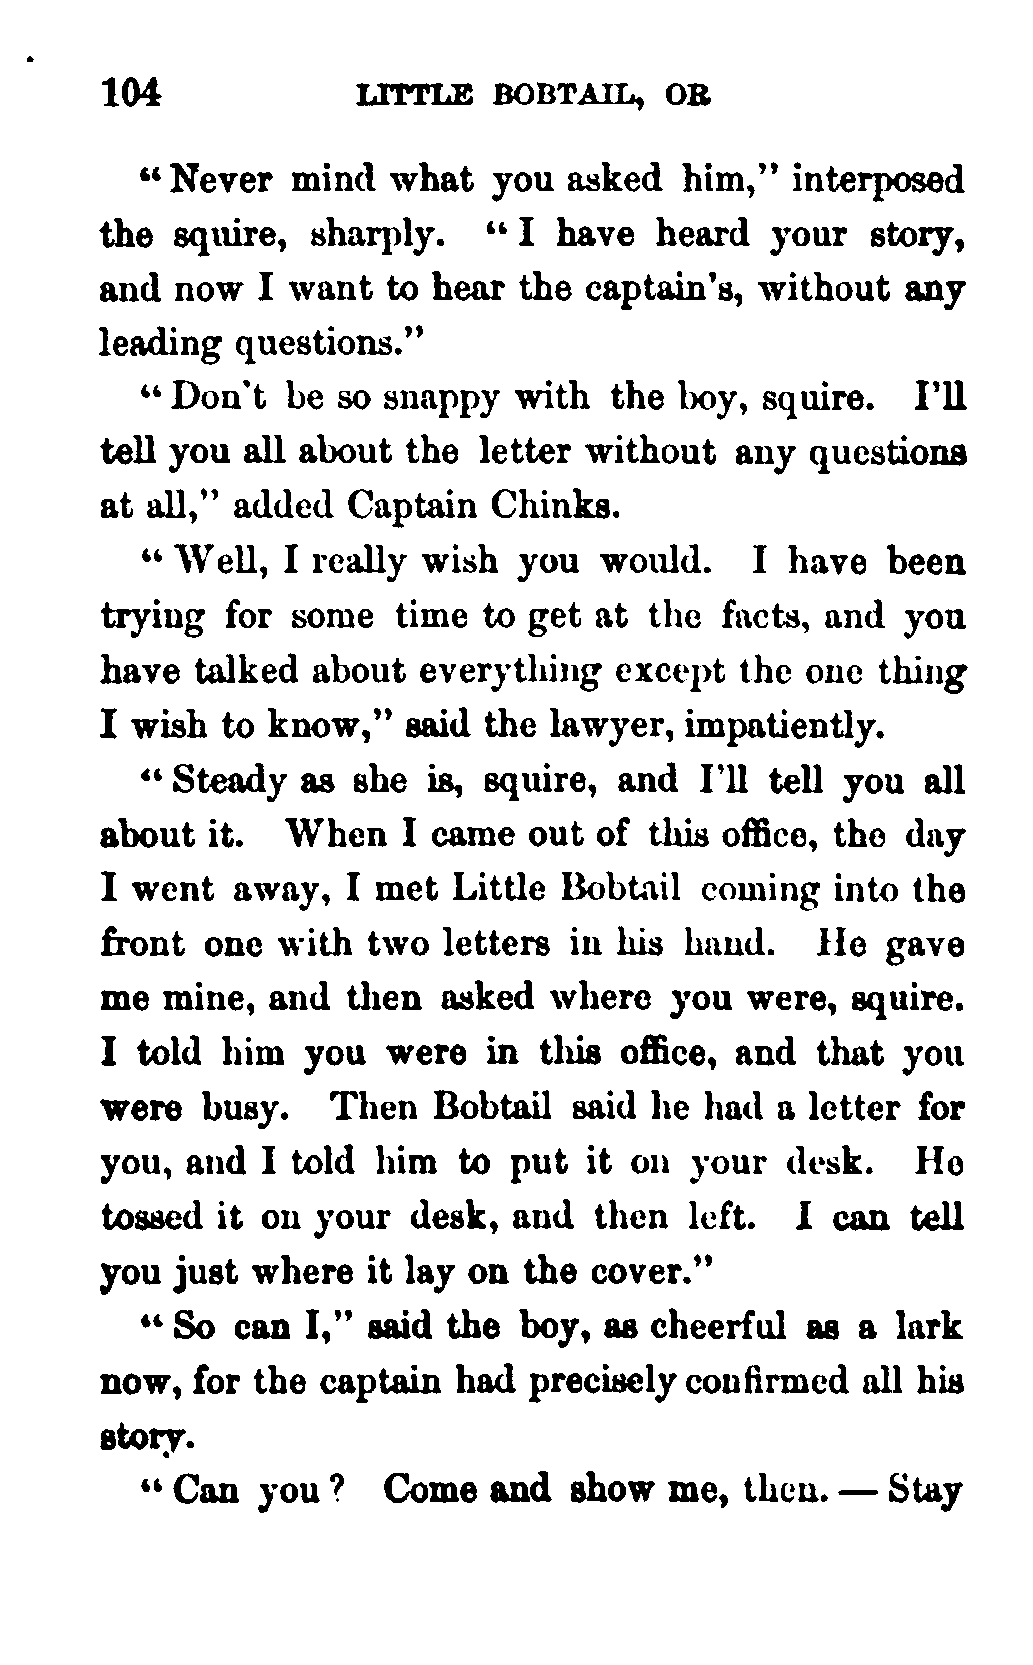 104 LITTLE BOBTAIL, OR
“Never mind what you asked him,” interposed
the squire, sharply. “I have heard your story,
and now I want to hear the captain's, without any
leading questions.”
“Don't be so snappy with the boy, squire. I'll
tell you all about the letter without any questions
at all,” added Captain Chinks.
“Well, I really wish you would. I have been
trying for some time to get at the facts, and you
have talked about everything except the one thing
I wish to know,” said the lawyer, impatiently.
“Steady as she is, squire, and I'll tell you all
about it. When I came out of this office, the day
I went away, I met Little Bobtail coming into the
front one with two letters in his hand. He gave
me mine, and then asked where you were, squire.
I told him you were in this office, and that you
were busy. Then Bobtail said he had a letter for
you, and I told him to put it on your desk. He
tossed it on your desk, and then left. I can tell
you just where it lay on the cover.”
“So can I,” said the boy, as cheerful as a lark
now, for the captain had precisely confirmed all his
story.
“Can you? Come and show me, then. — Stay